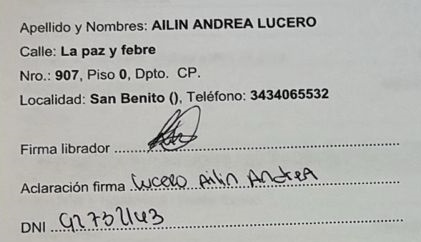 Apellido y Nombres: AILIN ANDREA LUCERO
Calle: La paz y febre
Nro.: 907, Piso 0, Dpto. CP.
Localidad: San Benito (), Teléfono: 3434065532
Firma librador
Aclaración firma Lucero Ailin Andrea
DNI